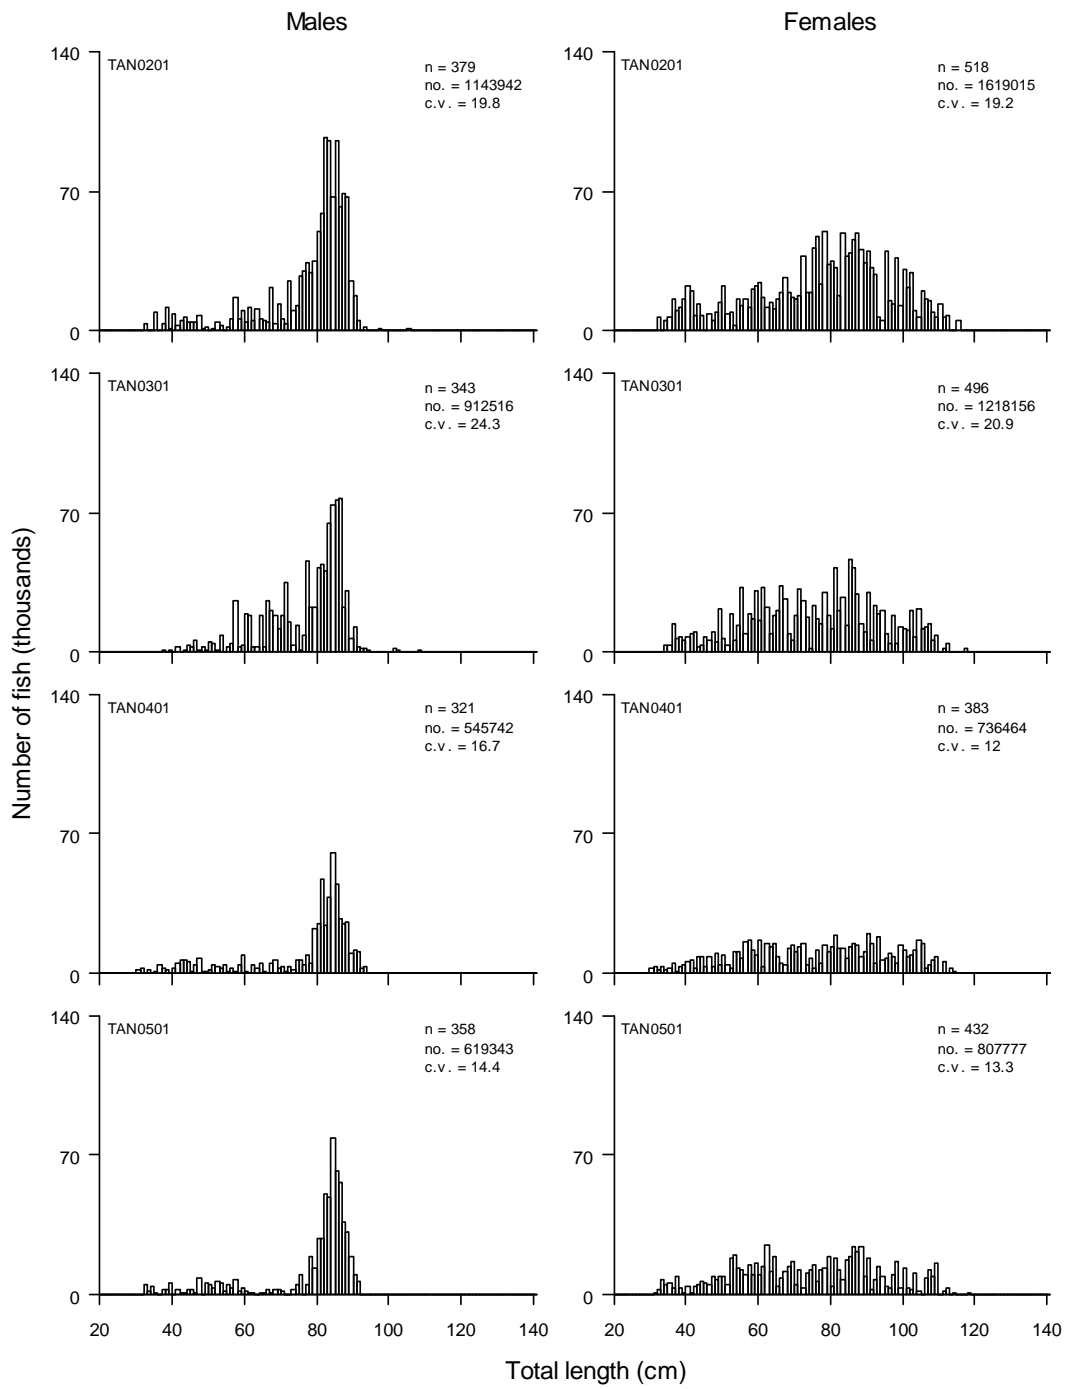 Males
Females
140
TAN0201
n = 379
no. = 1143942
c.v. = 19.8
70
0
140
TAN0201
n = 518
no. = 1619015
c.v. = 19.2
70
0
140
TAN0301
n = 343
no. = 912516
c.v. = 24.3
70
0
140
TAN0301
n = 496
no. = 1218156
c.v. = 20.9
70
0
Number of fish (thousands)
140
TAN0401
n = 321
no. = 545742
c.v. = 16.7
70
0
140
TAN0401
n = 383
no. = 736464
c.v. = 12
70
0
140
TAN0501
n = 358
no. = 619343
c.v. = 14.4
70
0
20 40 60 80 100 120 140
140
TAN0501
n = 432
no. = 807777
c.v. = 13.3
70
0
20 40 60 80 100 120 140
Total length (cm)